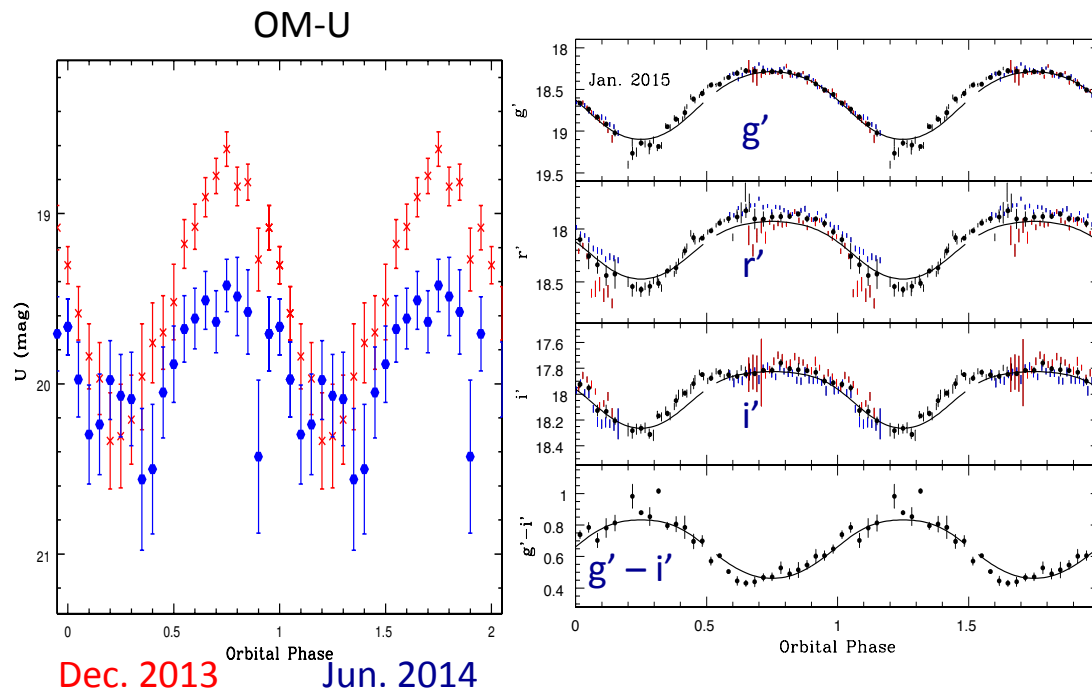 OM-U
U (mag)
19
20
21
0
0.5
1
1.5
2
Orbital Phase
Dec. 2013
Jun. 2014
Jan. 2015
g'
18
18.5
19
19.5
g'
r'
18
18.5
r'
i'
17.6
17.8
18
18.2
18.4
i'
g'-i'
1
0.8
0.6
0.4
g' – i'
0
0.5
1
1.5
Orbital Phase